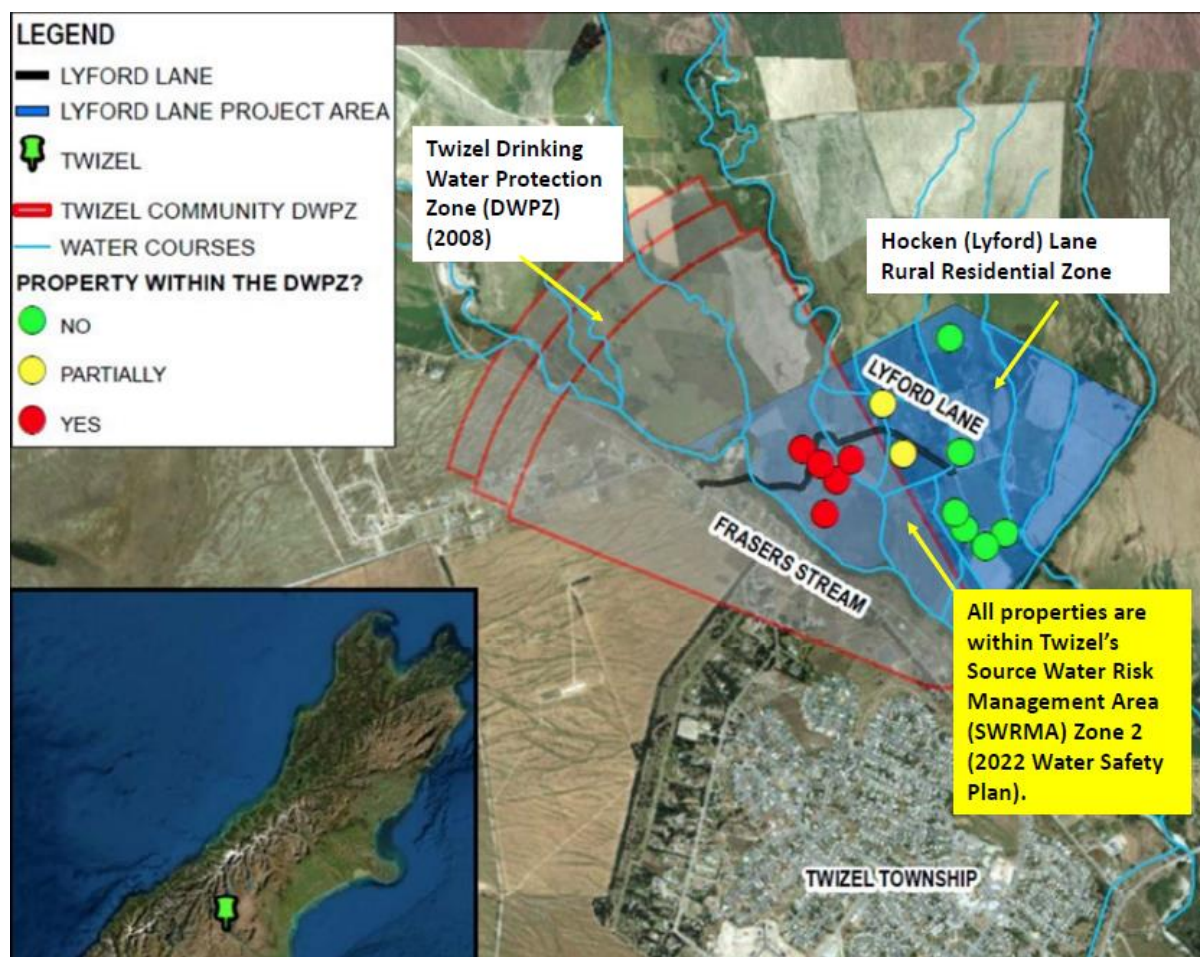 LEGEND
LYFORD LANE
LYFORD LANE PROJECT AREA
TWIZEL
TWIZEL COMMUNITY DWPZ
WATER COURSES
PROPERTY WITHIN THE DWPZ?
NO
PARTIALLY
YES
Twizel Drinking
Water Protection
Zone (DWPZ)
(2008)
Hocken (Lyford) Lane
Rural Residential Zone
LYFORD LANE
FRASERS STREAM
All properties are
within Twizel's
Source Water Risk
Management Area
(SWRMA) Zone 2
(2022 Water Safety
Plan).
TWIZEL TOWNSHIP